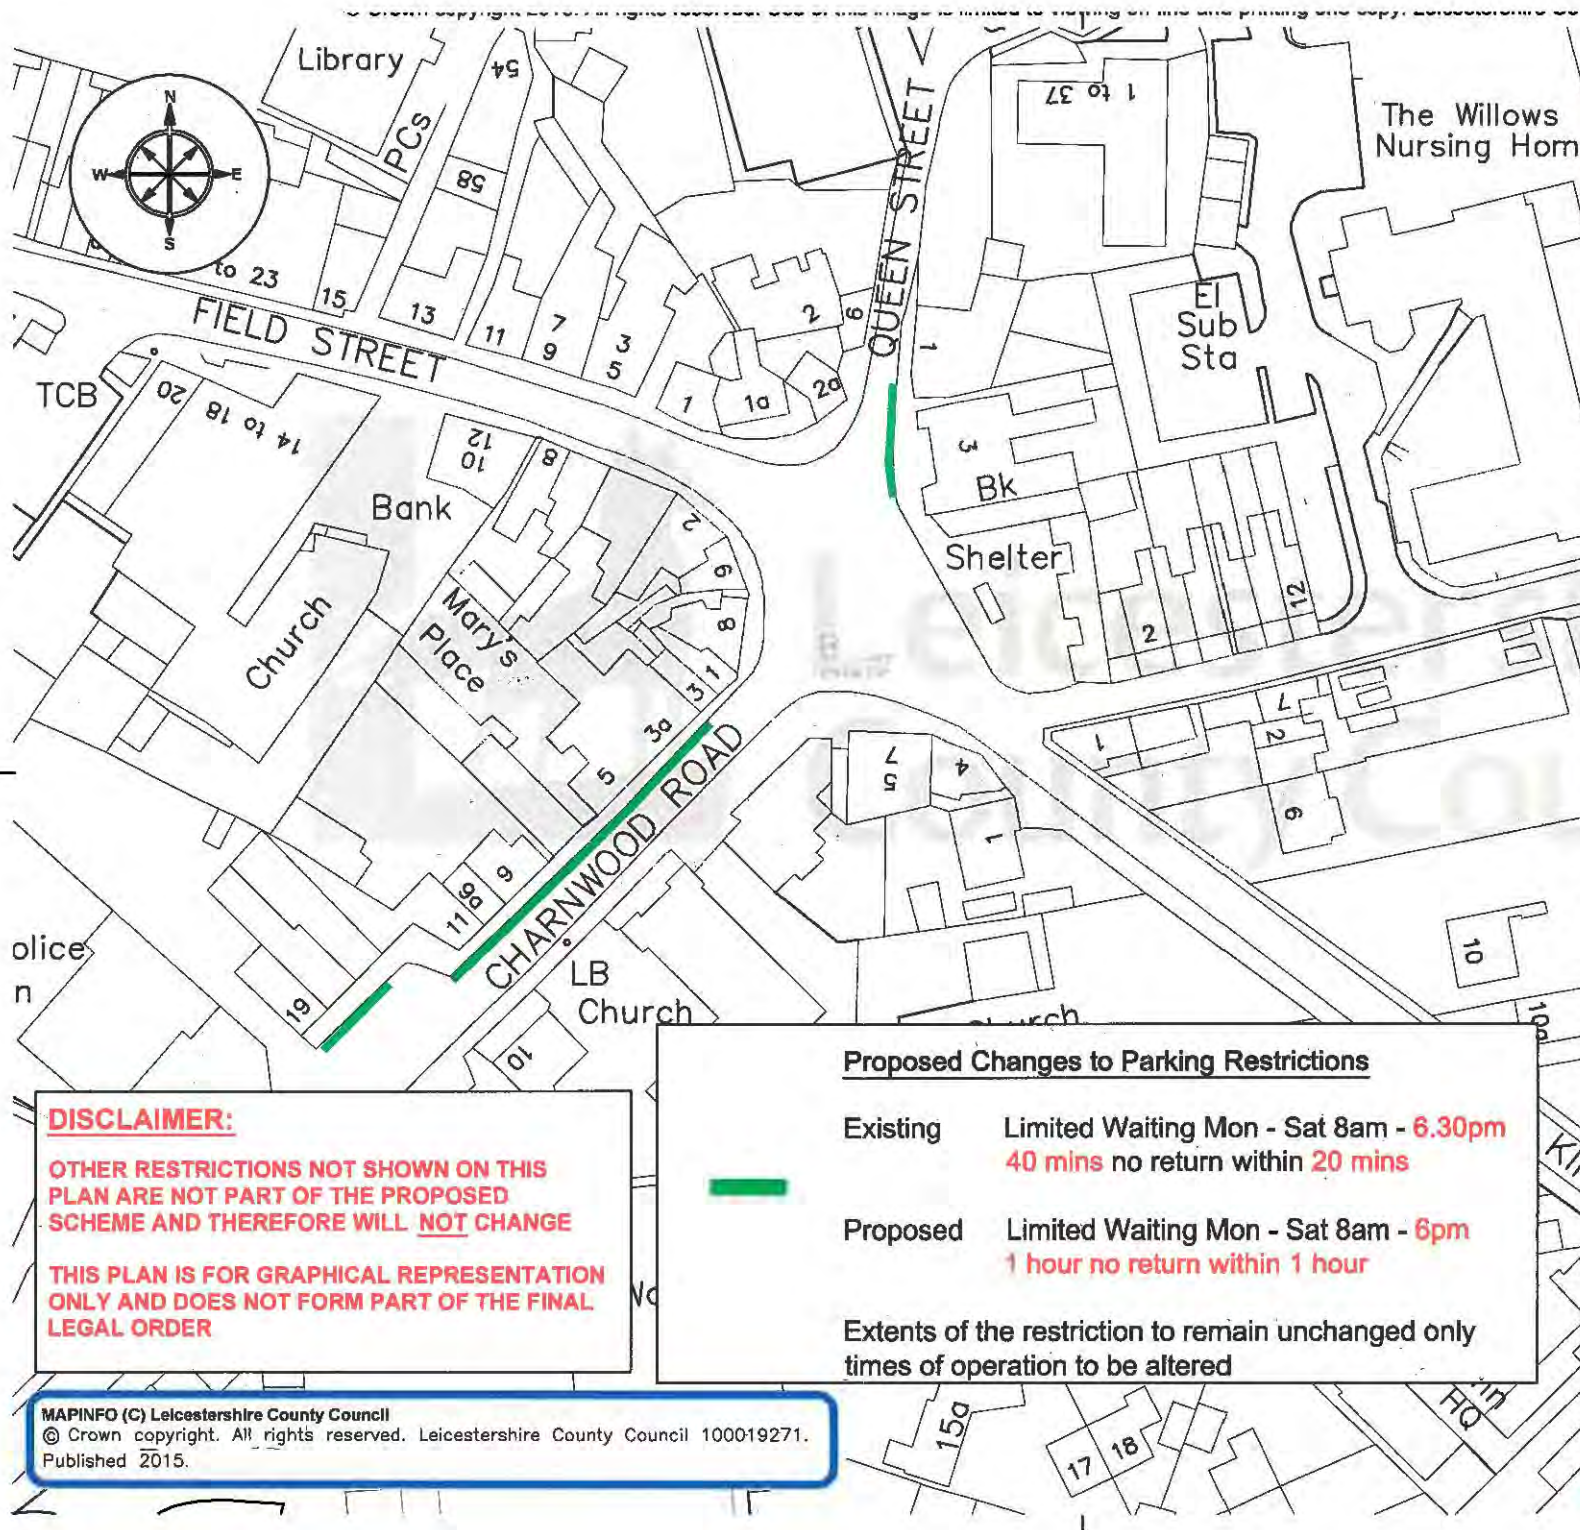 Library
54
PCs
58
N
W
E
S
to 23
15
13
11
7
9
3
5
FIELD STREET
QUEEN STREET
1 to 37
The Willows
Nursing Hom
El
Sub
Sta
TCB
20
14 to 18
12
10
8
Bank
1
1a
2a
2
6
1
3
Bk
Shelter
2
6
8
1
3
3a
5
Mary's
Place
Church
2
12
CHARNWOOD ROAD
9
9a
11
19
olice
n
LB
Church
10
5
7
4
1
1
7
2
6
10
10a
Church
Proposed Changes to Parking Restrictions
Existing Limited Waiting Mon - Sat 8am - 6.30pm
40 mins no return within 20 mins
Proposed Limited Waiting Mon - Sat 8am - 6pm
1 hour no return within 1 hour
Extents of the restriction to remain unchanged only
times of operation to be altered
DISCLAIMER:
OTHER RESTRICTIONS NOT SHOWN ON THIS
PLAN ARE NOT PART OF THE PROPOSED
SCHEME AND THEREFORE WILL NOT CHANGE
THIS PLAN IS FOR GRAPHICAL REPRESENTATION
ONLY AND DOES NOT FORM PART OF THE FINAL
LEGAL ORDER
MAPINFO (C) Leicestershire County Council
© Crown copyright. All rights reserved. Leicestershire County Council 100019271.
Published 2015.
15a
17
18
HQ